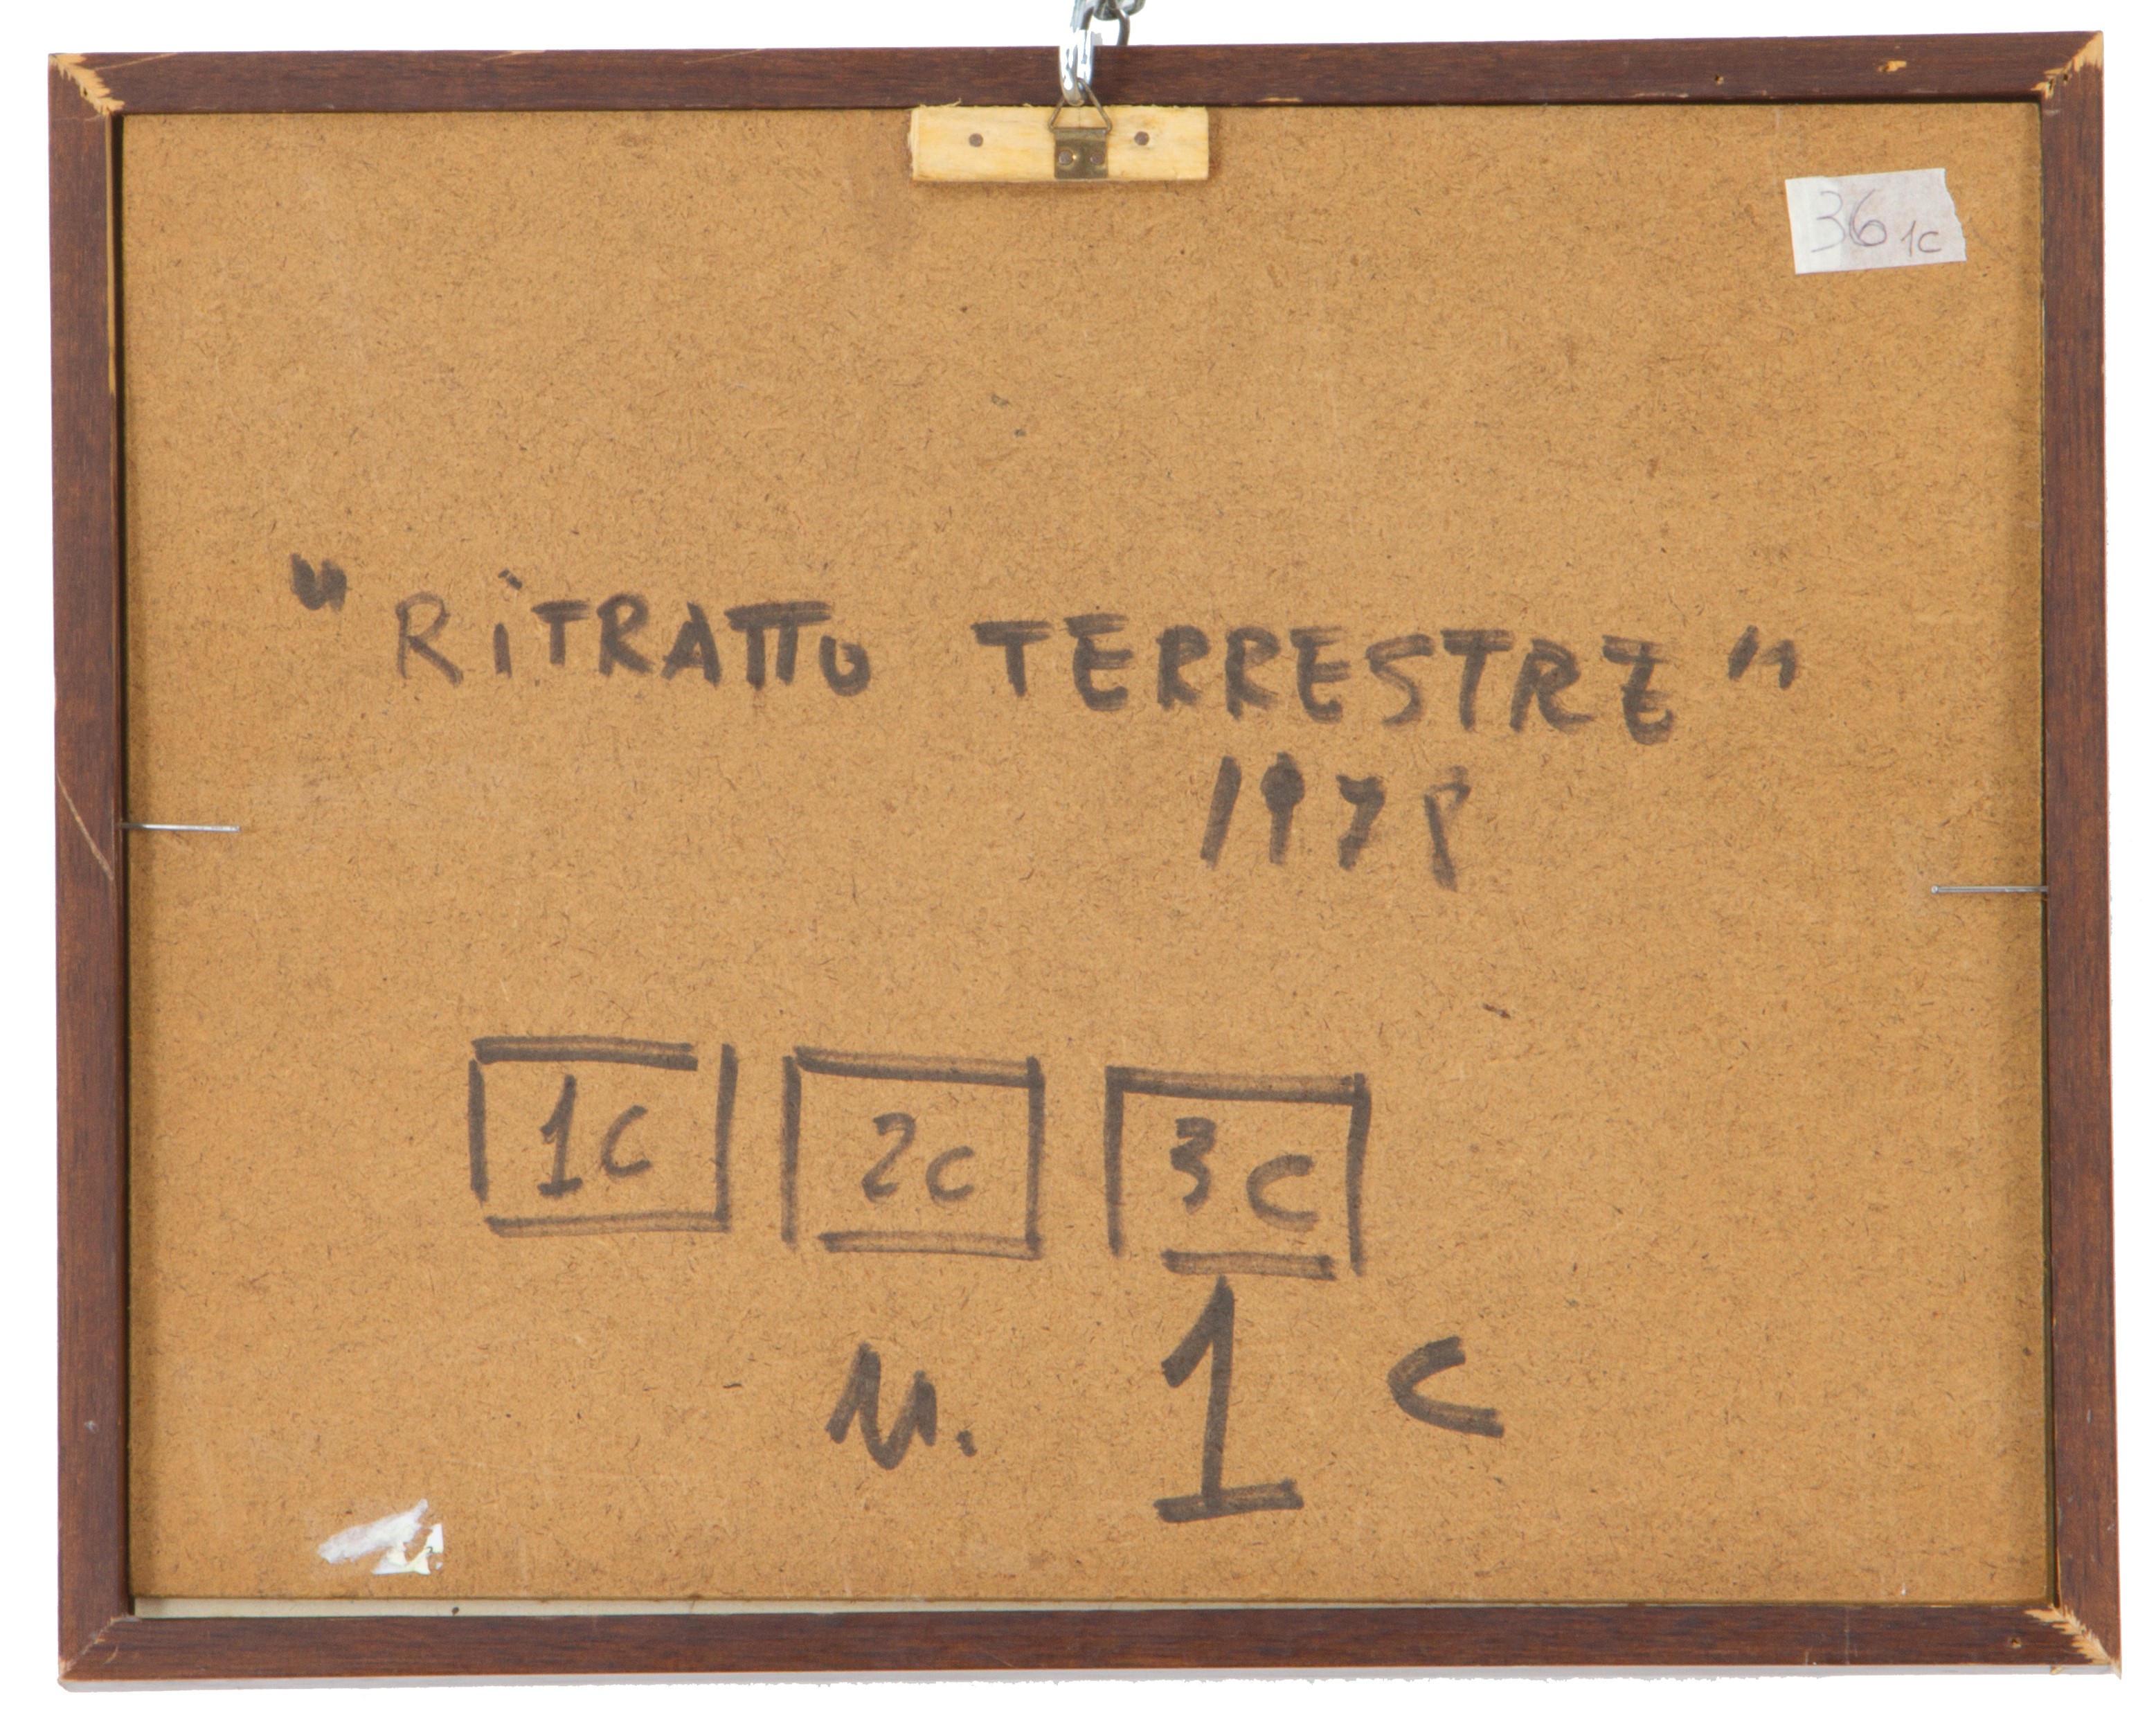 36 1C
"RiTRATTO TERRESTRE"
1978
1C 2C 3C
N. 1 C